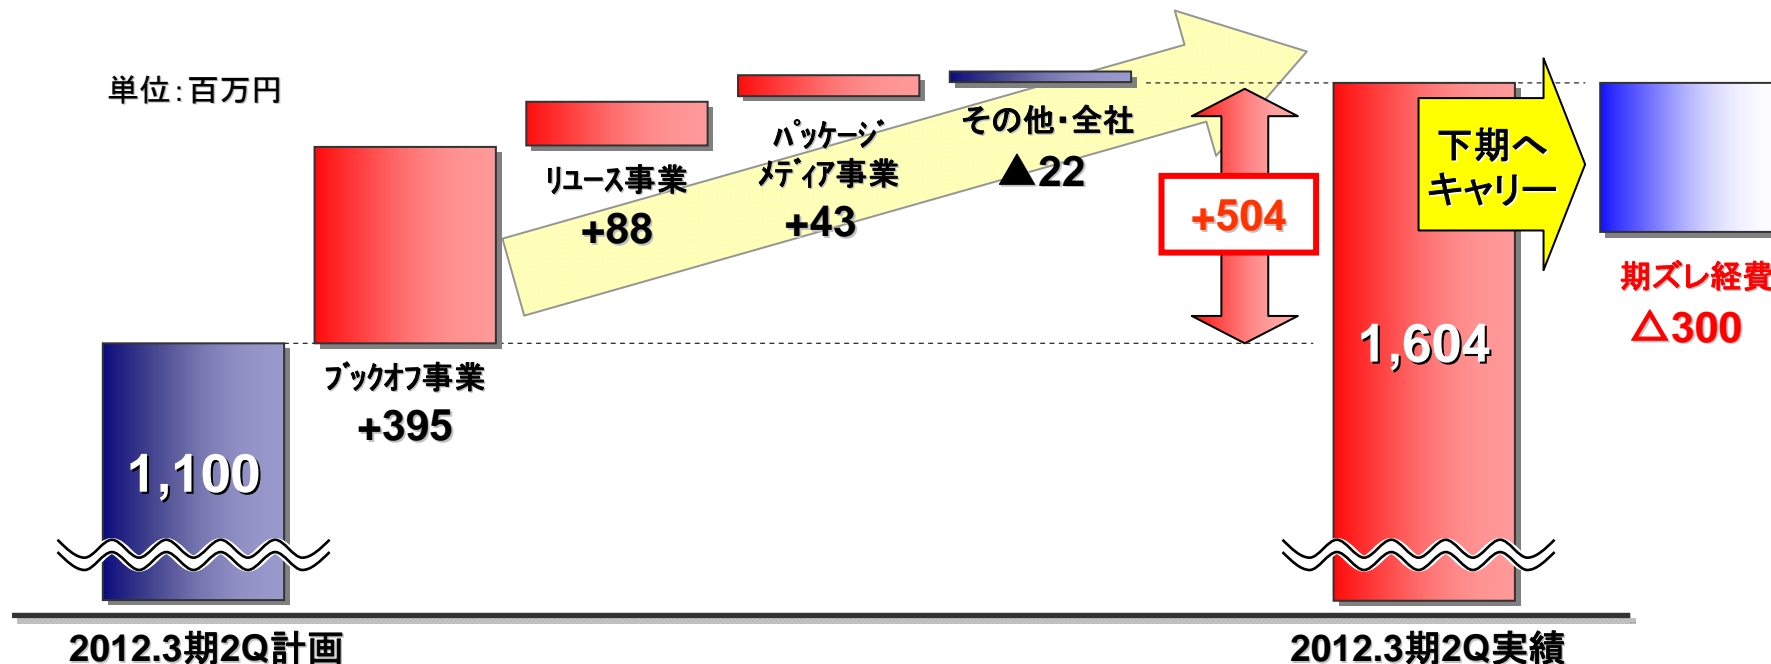 単位：百万円
1,100
2012.3期2Q計画
ブックオフ事業
+395
リユース事業
+88
パッケージ
メディア事業
+43
その他・全社
▲22
+504
1,604
2012.3期2Q実績
下期へ
キャリー
期ズレ経費
△300